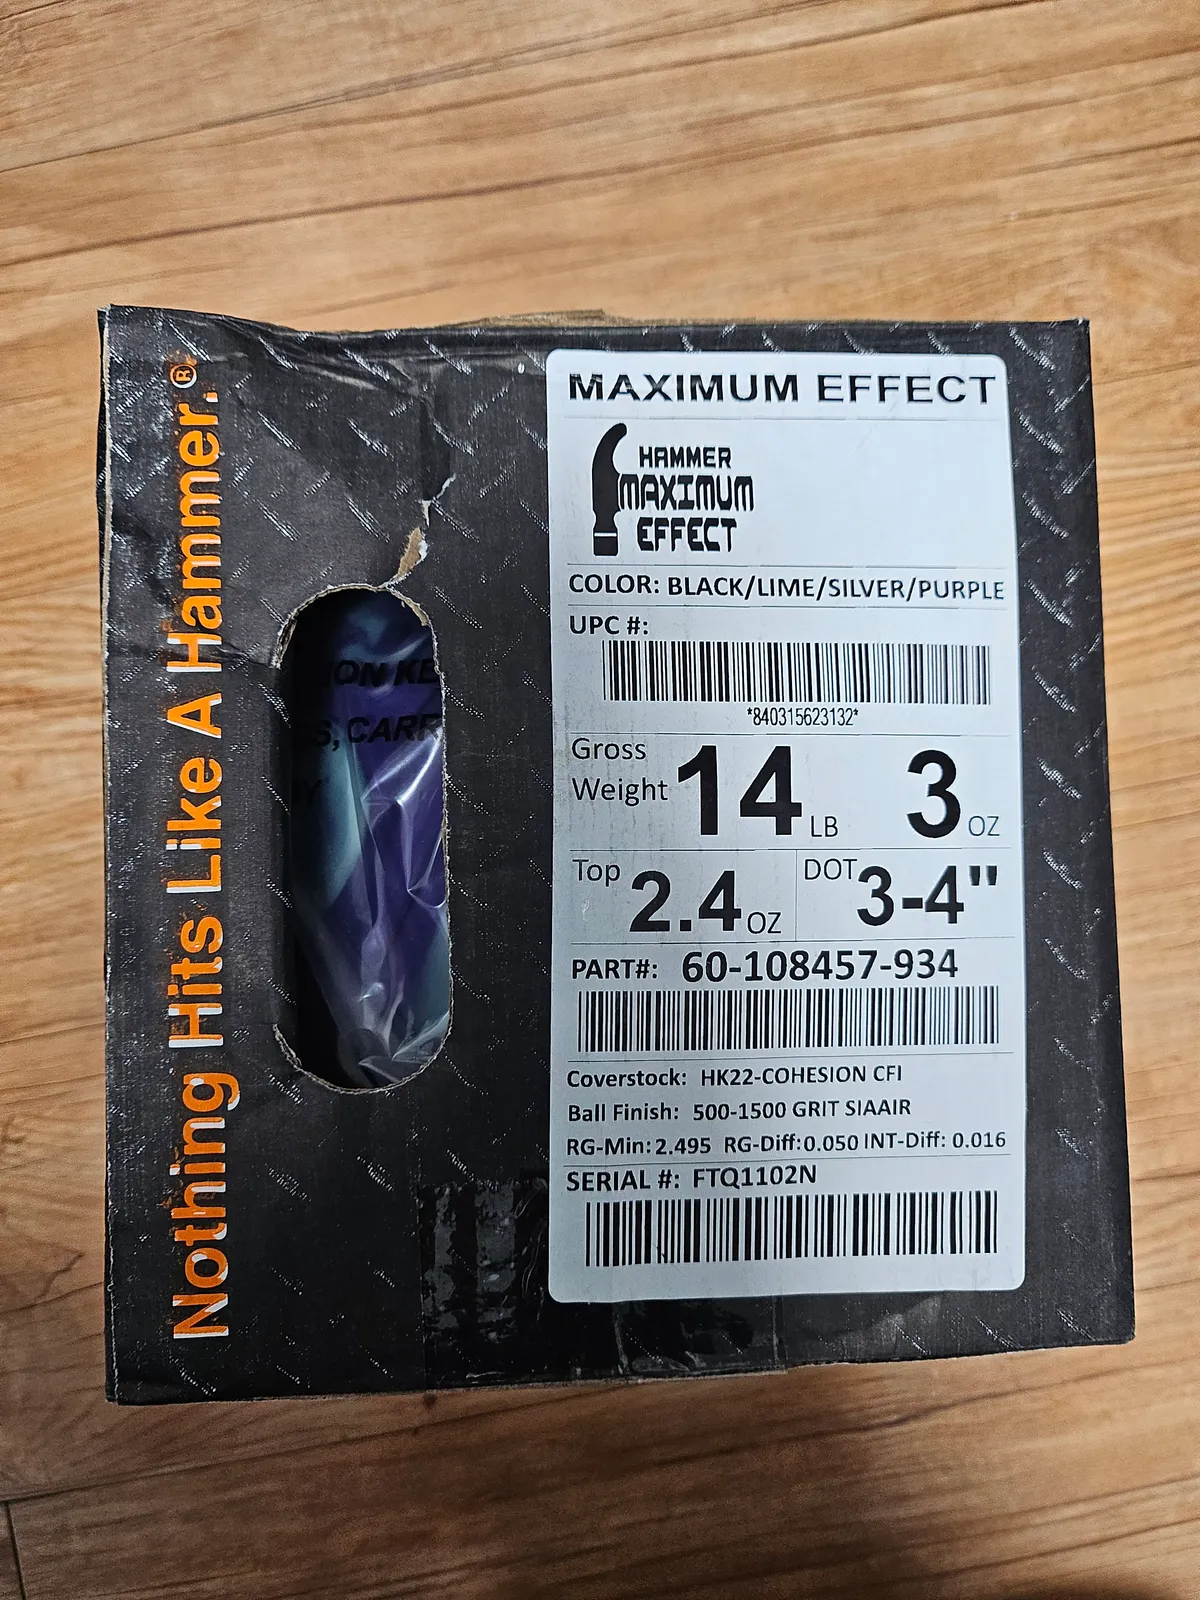 Nothing Hits Like A Hammer.®
ION KE
S, CARR
MAXIMUM EFFECT
HAMMER
MAXIMUM
EFFECT
COLOR: BLACK/LIME/SILVER/PURPLE
UPC #:
*840315623132*
Gross Weight 14 LB 3 OZ
Top 2.4 OZ DOT 3-4"
PART#: 60-108457-934
Coverstock: HK22-COHESION CFI
Ball Finish: 500-1500 GRIT SIAAIR
RG-Min: 2.495 RG-Diff:0.050 INT-Diff: 0.016
SERIAL #: FTQ1102N